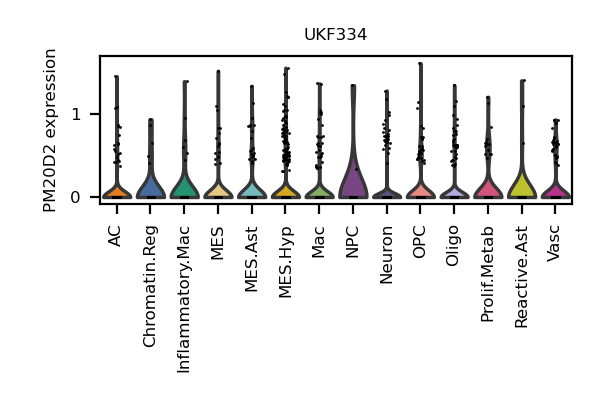 UKF334
PM20D2 expression
1
0
AC
Chromatin.Reg
Inflammatory.Mac
MES
MES.Ast
MES.Hyp
Mac
NPC
Neuron
OPC
Oligo
Prolif.Metab
Reactive.Ast
Vasc